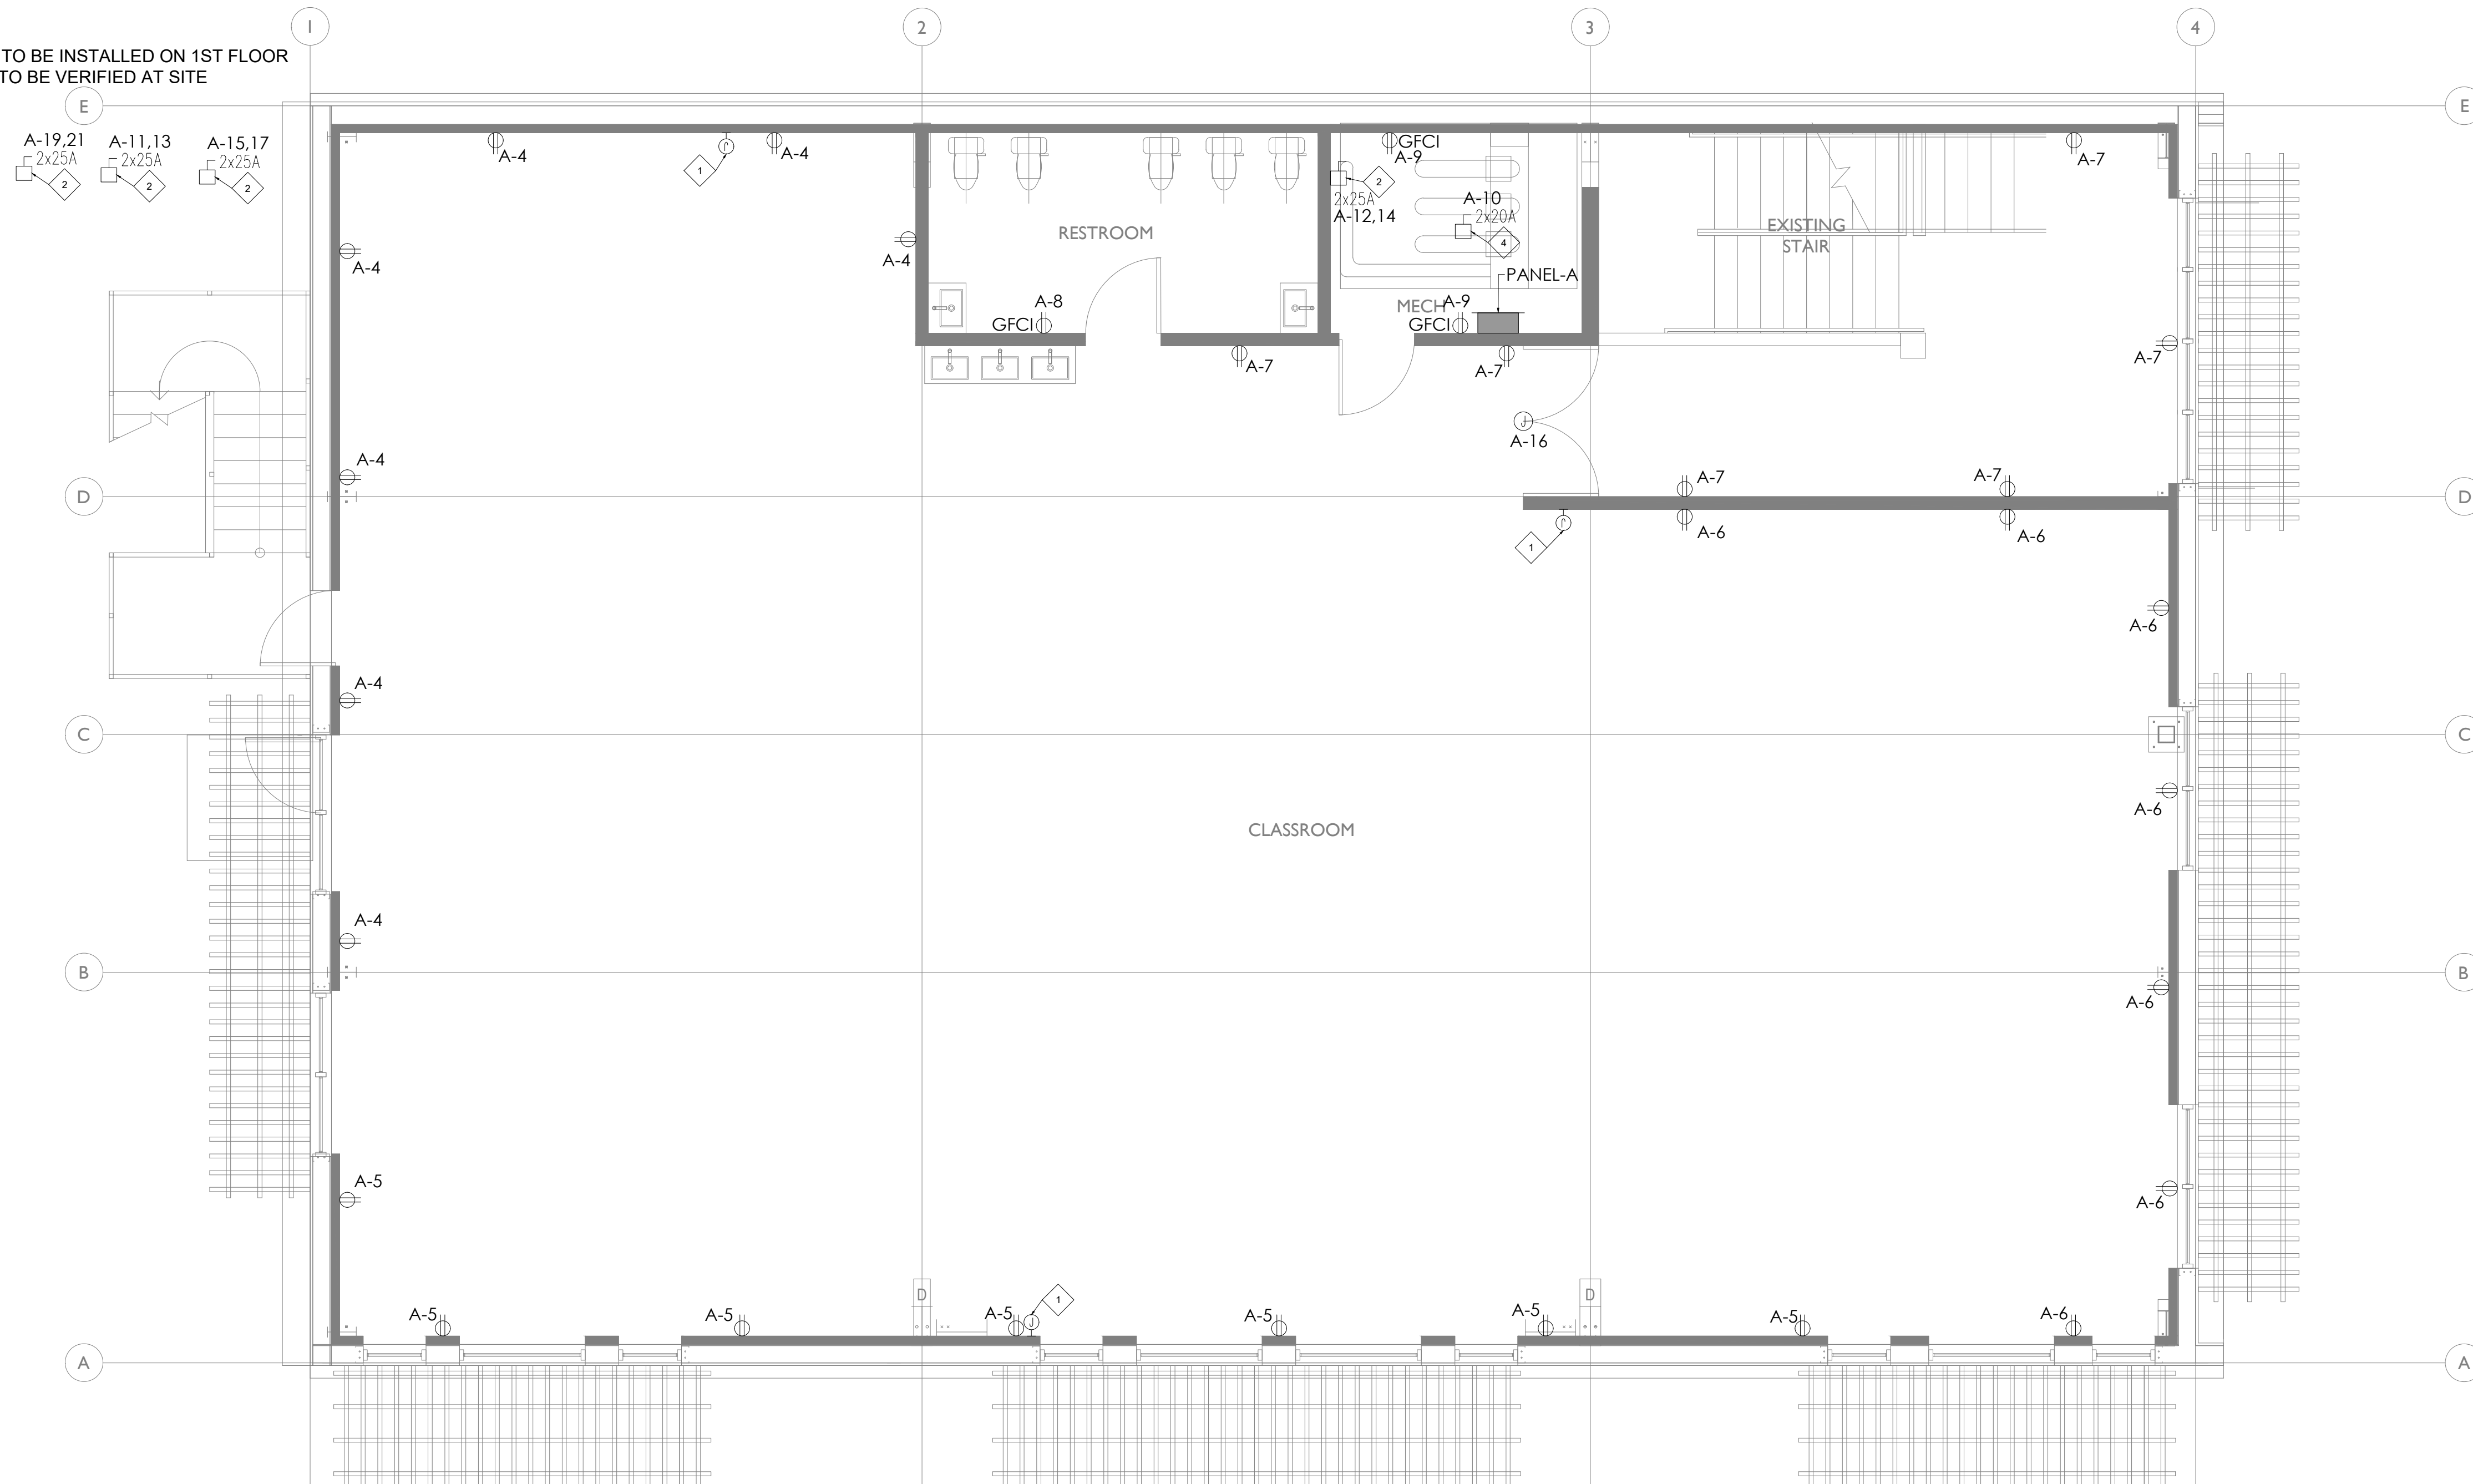 1 2 3 4
TO BE INSTALLED ON 1ST FLOOR
TO BE VERIFIED AT SITE
E E
A-19,21 A-11,13 A-15,17
2x25A 2x25A 2x25A
2 2 2
A-4 1 J A-4
GFCI
A-9
A-7
2
2x25A
A-12,14
A-10
2x20A
4
RESTROOM
EXISTING
STAIR
A-4
A-4
PANEL-A
A-8
GFCI
MECH
A-9
GFCI
A-7
A-7
A-7
J
A-16
A-4
A-7
A-7
D D
J
1
A-6
A-6
A-6
A-4
C C
A-6
CLASSROOM
A-4
B B
A-6
A-5
A-6
D D
A-5
A-5
A-5
J
1
A-5
A-5
A-5
A-6
A A